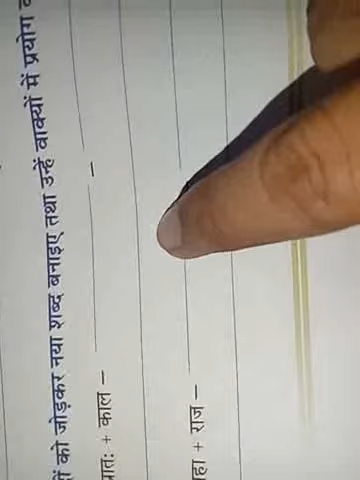 को जोड़कर नया शब्द बनाइए तथा उन्हें वाक्यों में प्रयोग
+ काल – –
+ राज –